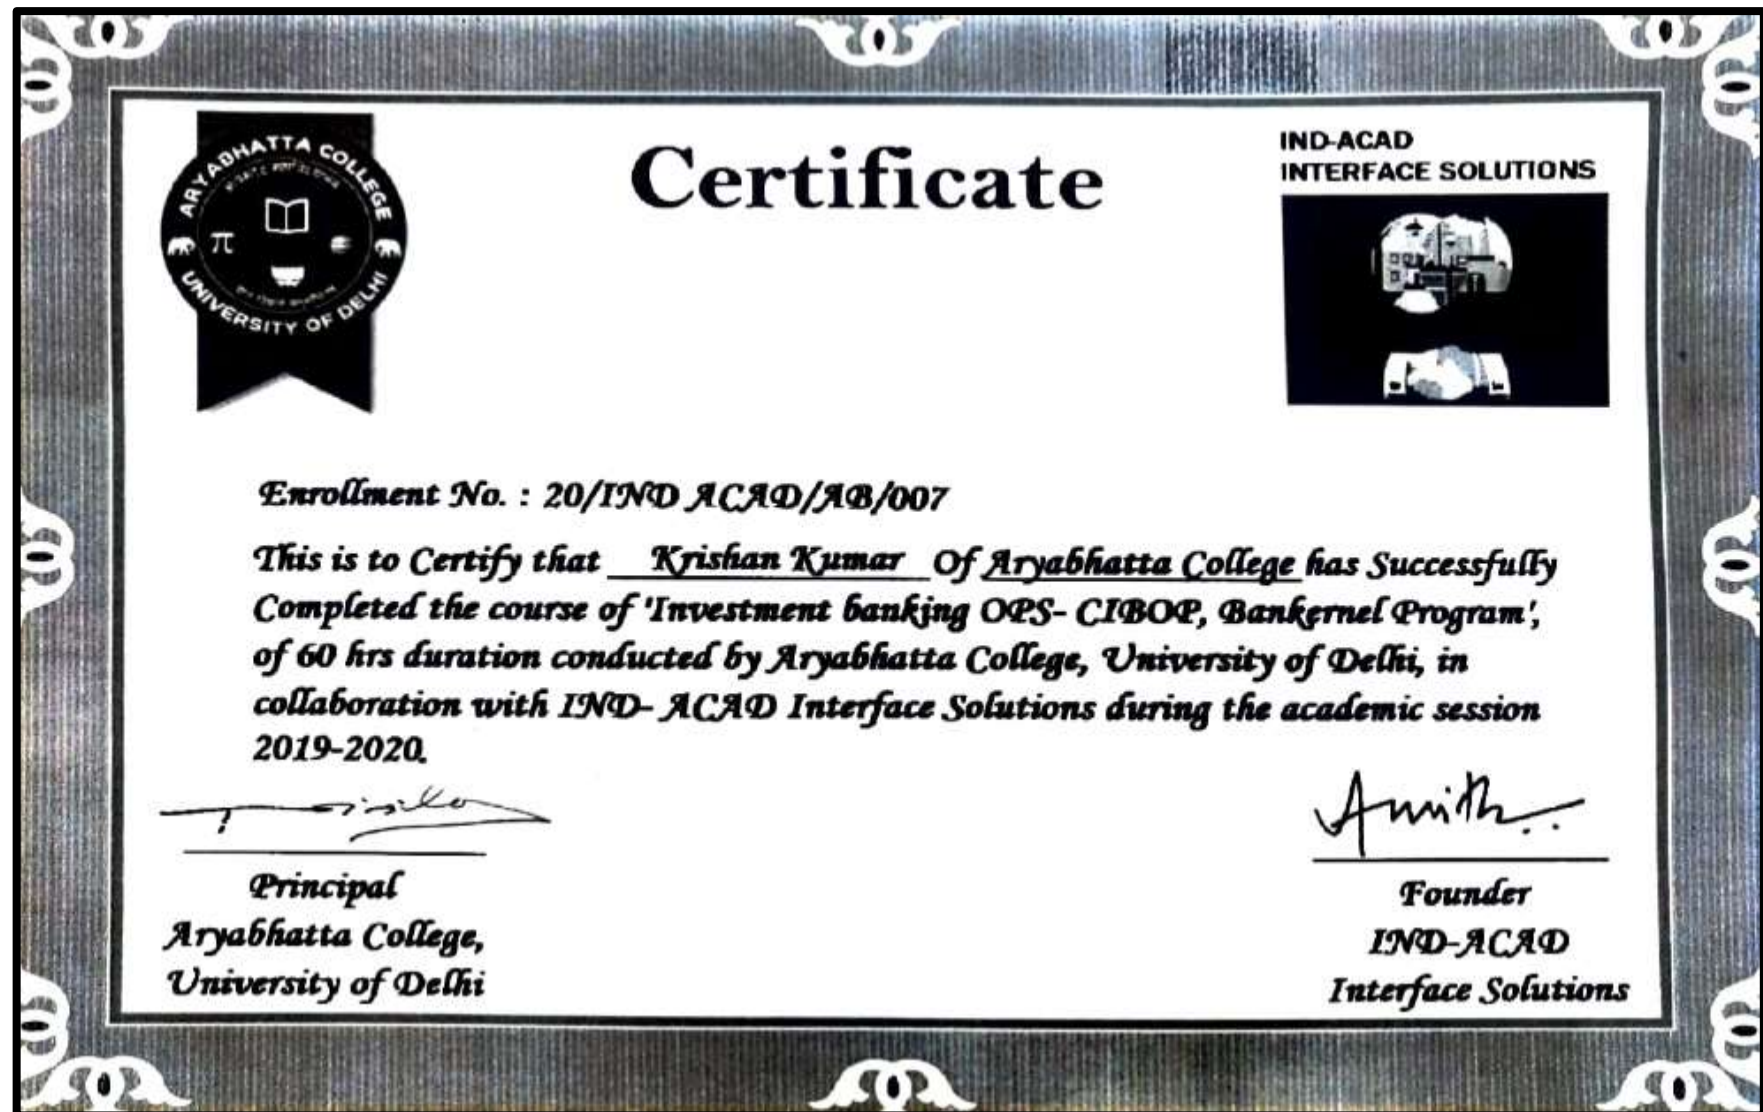 ARYABHATTA COLLEGE
UNIVERSITY OF DELHI
π
Certificate
IND-ACAD
INTERFACE SOLUTIONS
Enrollment No. : 20/IND ACAD/AB/007
This is to Certify that Krishan Kumar Of Aryabhatta College has Successfully
Completed the course of 'Investment banking OPS- CIBOP, Bankernel Program',
of 60 hrs duration conducted by Aryabhatta College, University of Delhi, in
collaboration with IND- ACAD Interface Solutions during the academic session
2019-2020.
Principal
Aryabhatta College,
University of Delhi
Amith
Founder
IND-ACAD
Interface Solutions